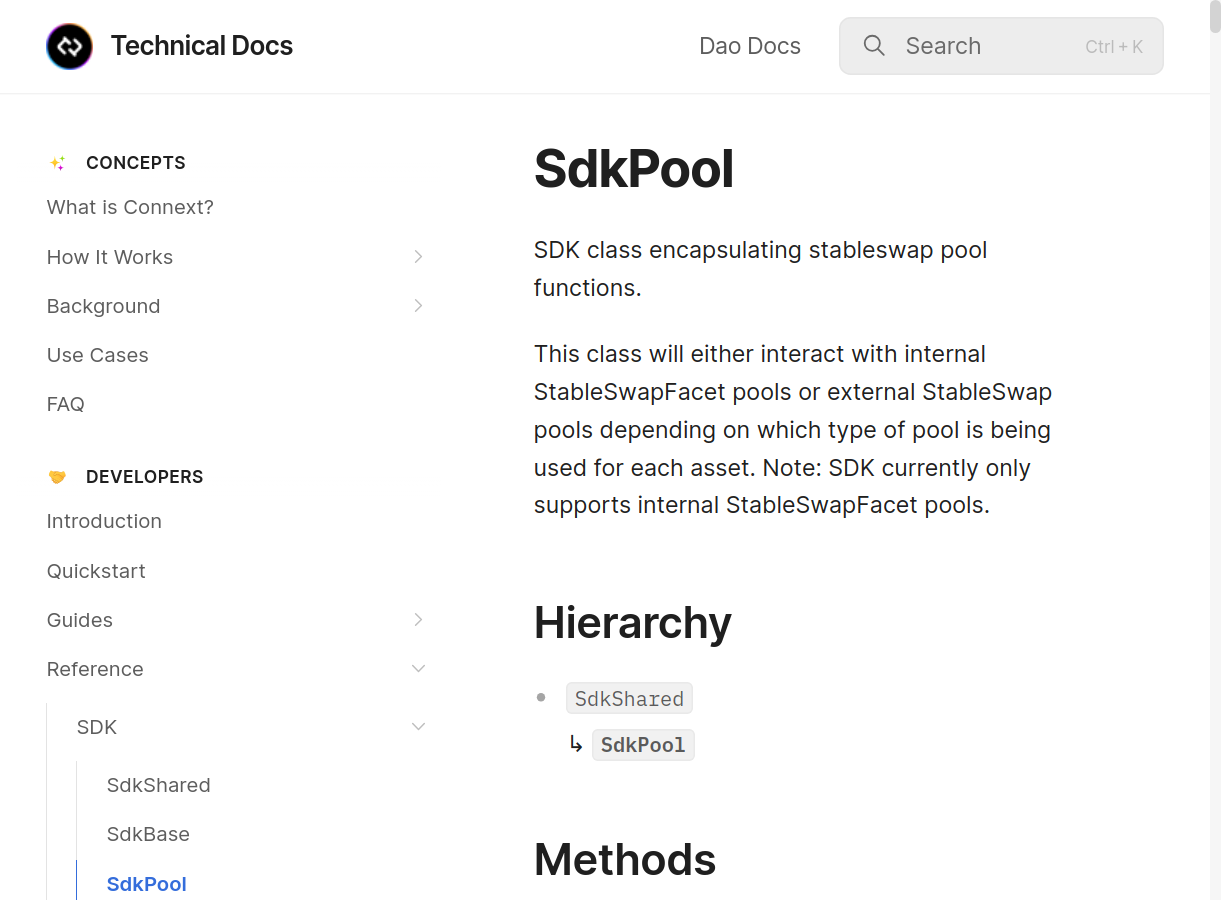 Technical Docs
Dao Docs
Search
Ctrl + K
CONCEPTS
What is Connext?
How It Works
Background
Use Cases
FAQ
DEVELOPERS
Introduction
Quickstart
Guides
Reference
SDK
SdkShared
SdkBase
SdkPool
SdkPool
SDK class encapsulating stableswap pool
functions.
This class will either interact with internal
StableSwapFacet pools or external StableSwap
pools depending on which type of pool is being
used for each asset. Note: SDK currently only
supports internal StableSwapFacet pools.
Hierarchy
SdkShared
↳ SdkPool
Methods